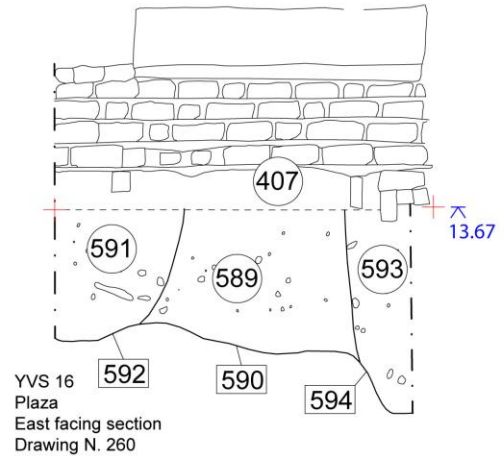 407
13.67
591
589
593
592
590
594
YVS 16
Plaza
East facing section
Drawing N. 260